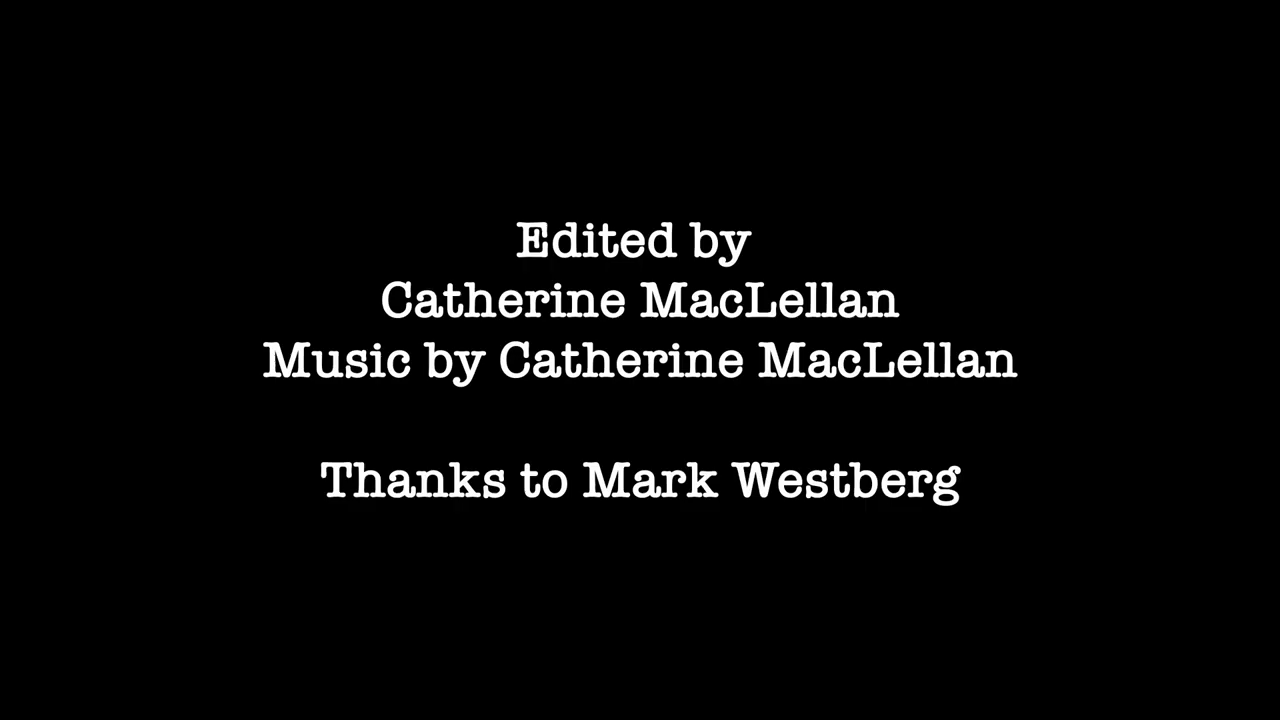 Edited by
Catherine MacLellan
Music by Catherine MacLellan
Thanks to Mark Westberg